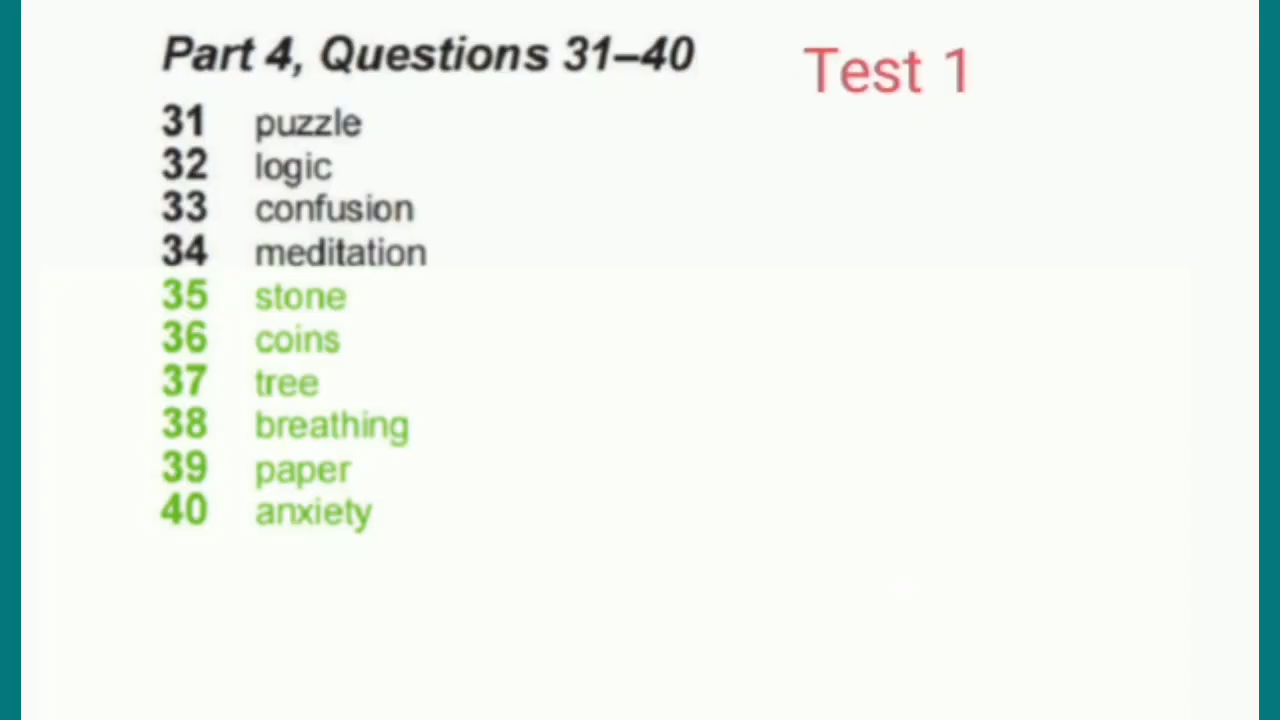 Part 4, Questions 31–40
Test 1
31 puzzle
32 logic
33 confusion
34 meditation
35 stone
36 coins
37 tree
38 breathing
39 paper
40 anxiety